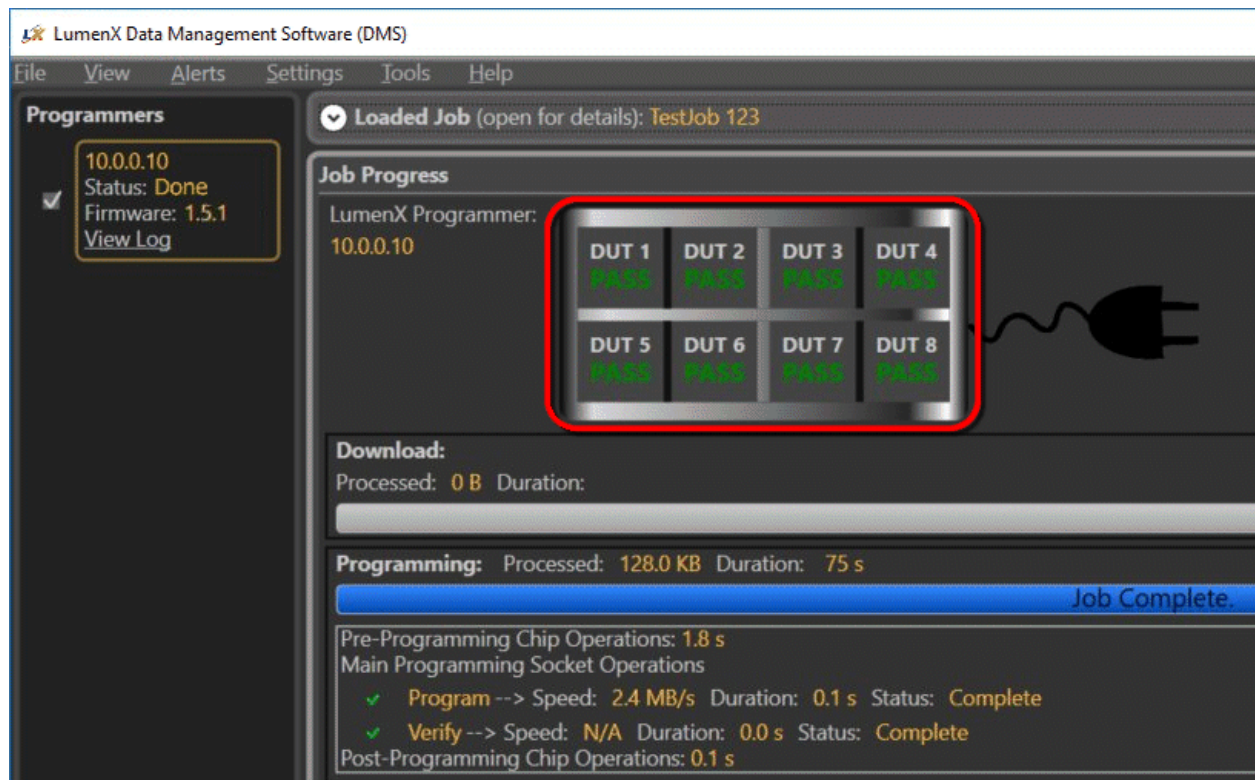 LumenX Data Management Software (DMS)
File View Alerts Settings Tools Help
Programmers
10.0.0.10
Status: Done
Firmware: 1.5.1
View Log
Loaded Job (open for details): TestJob 123
Job Progress
LumenX Programmer:
10.0.0.10
DUT 1 DUT 2 DUT 3 DUT 4
PASS PASS PASS PASS
DUT 5 DUT 6 DUT 7 DUT 8
PASS PASS PASS PASS
Download:
Processed: 0 B Duration:
Programming: Processed: 128.0 KB Duration: 75 s
Job Complete.
Pre-Programming Chip Operations: 1.8 s
Main Programming Socket Operations
Program --> Speed: 2.4 MB/s Duration: 0.1 s Status: Complete
Verify --> Speed: N/A Duration: 0.0 s Status: Complete
Post-Programming Chip Operations: 0.1 s